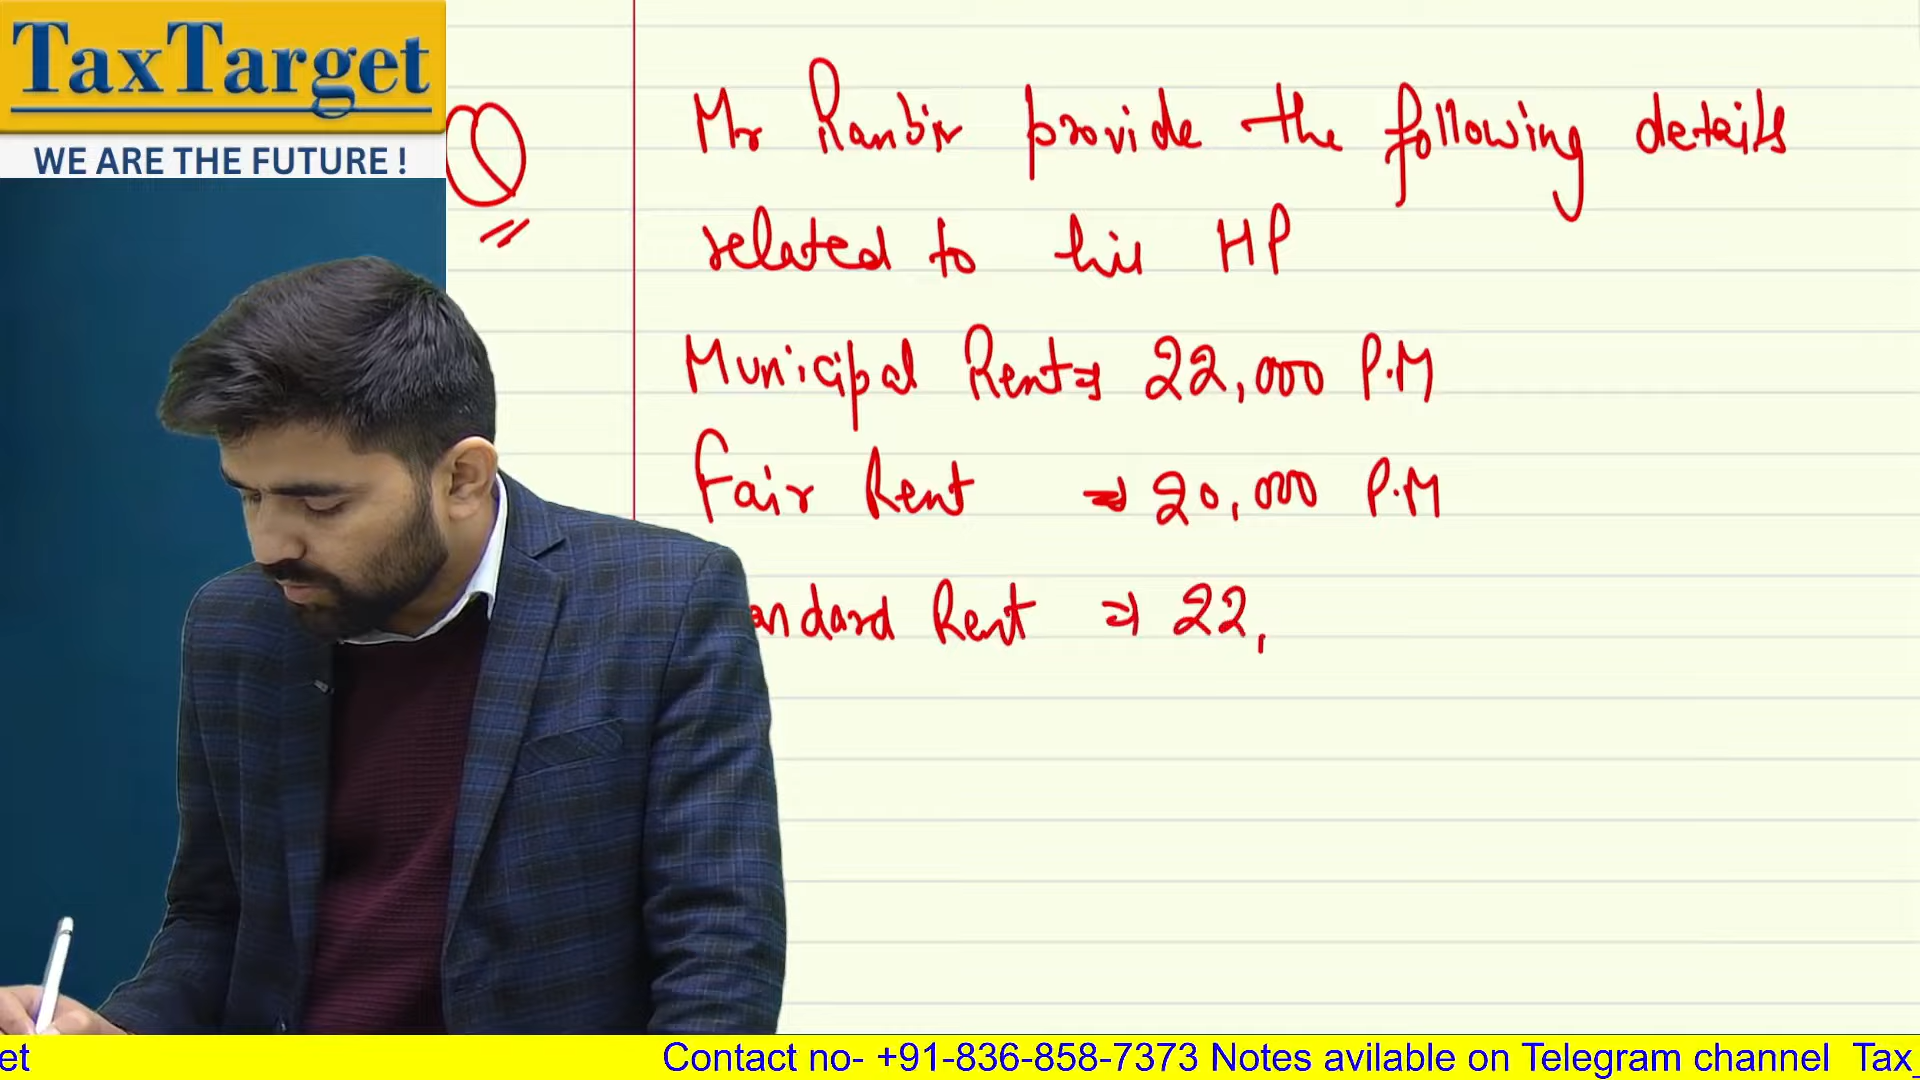 TaxTarget
WE ARE THE FUTURE !
Q
Mr Ranbir provide the following details
related to his HP
Municipal Rent ⇒ 22,000 P.M
Fair Rent ⇒ 20,000 P.M
andard Rent ⇒ 22,
et Contact no- +91-836-858-7373 Notes avilable on Telegram channel Tax_